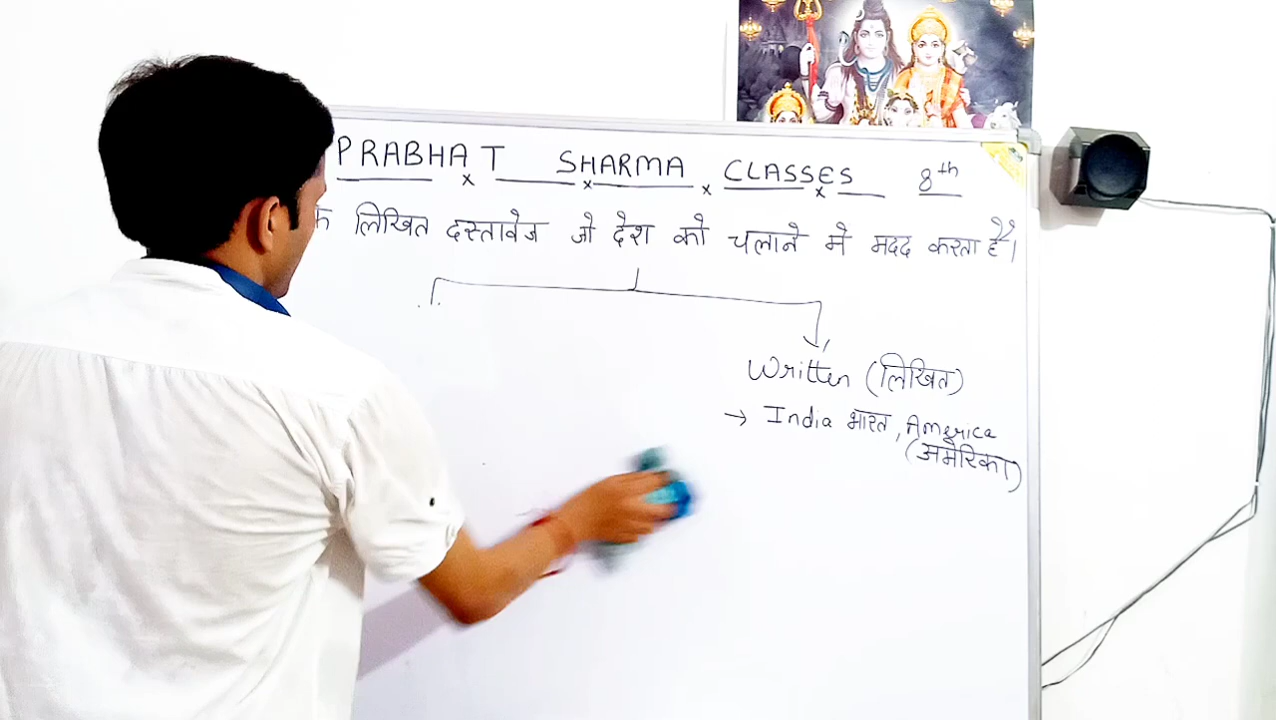 PRABHAT SHARMA CLASSES 8th
लिखित दस्तावेज जो देश को चलाने मे मदद करता है।
Written (लिखित)
→ India भारत, America
(अमेरिका)